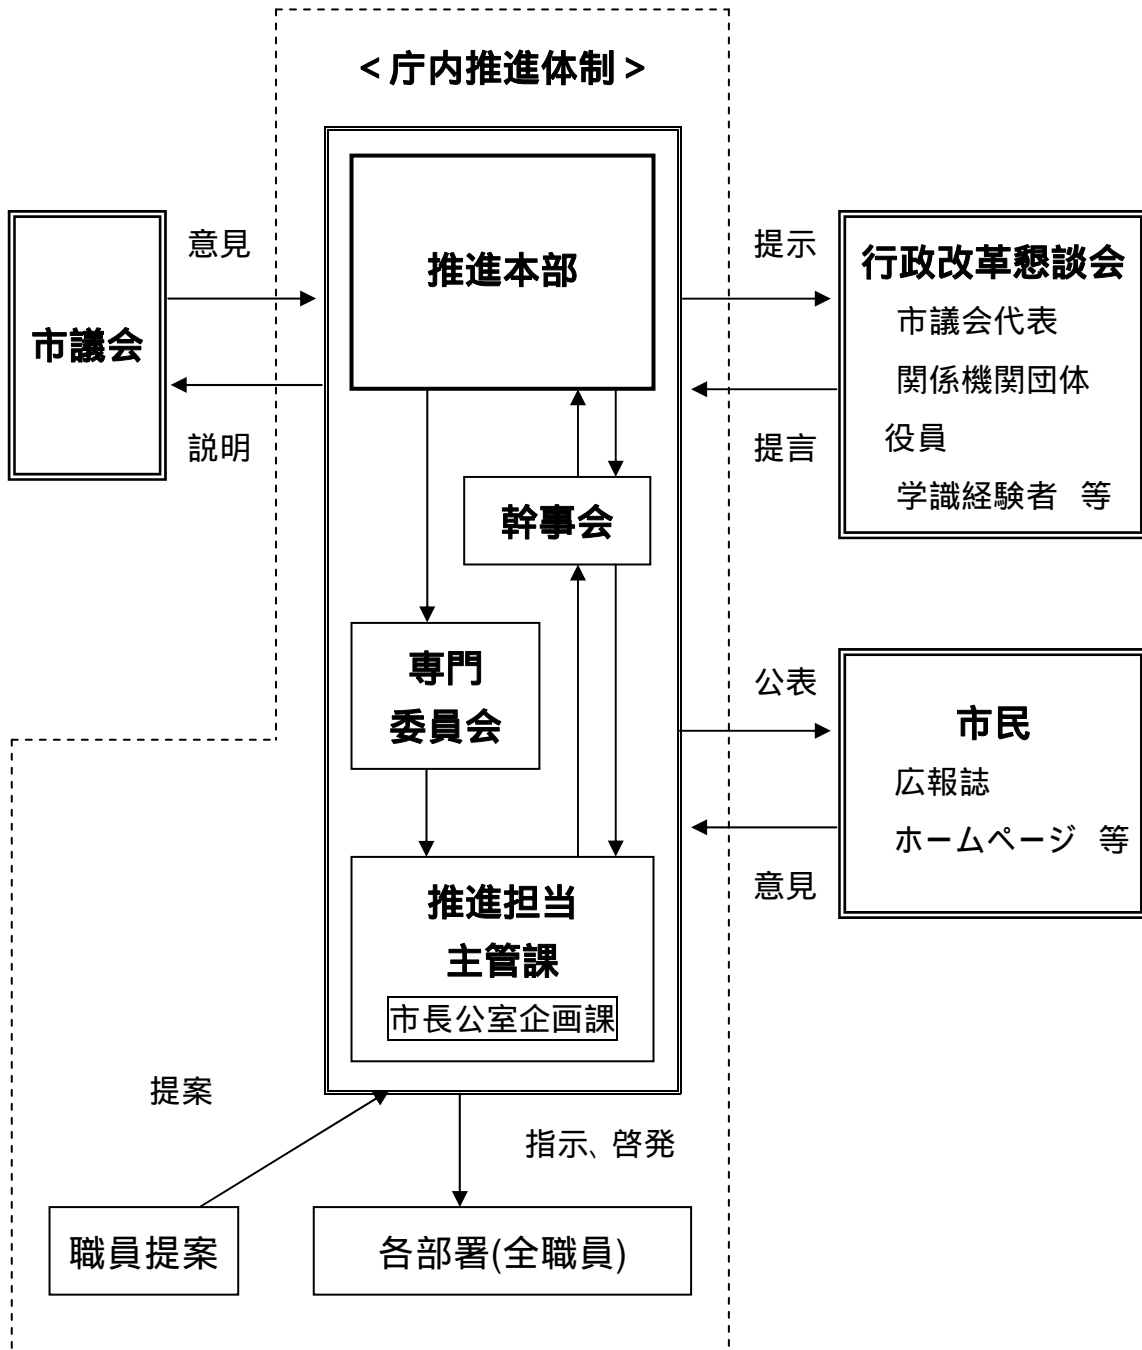 ＜庁内推進体制＞
推進本部
意見
市議会
説明
提示
行政改革懇談会
市議会代表
関係機関団体
役員
学識経験者 等
提言
幹事会
専門
委員会
公表
市民
広報誌
ホームページ 等
意見
推進担当
主管課
市長公室企画課
提案
指示、啓発
職員提案
各部署(全職員)